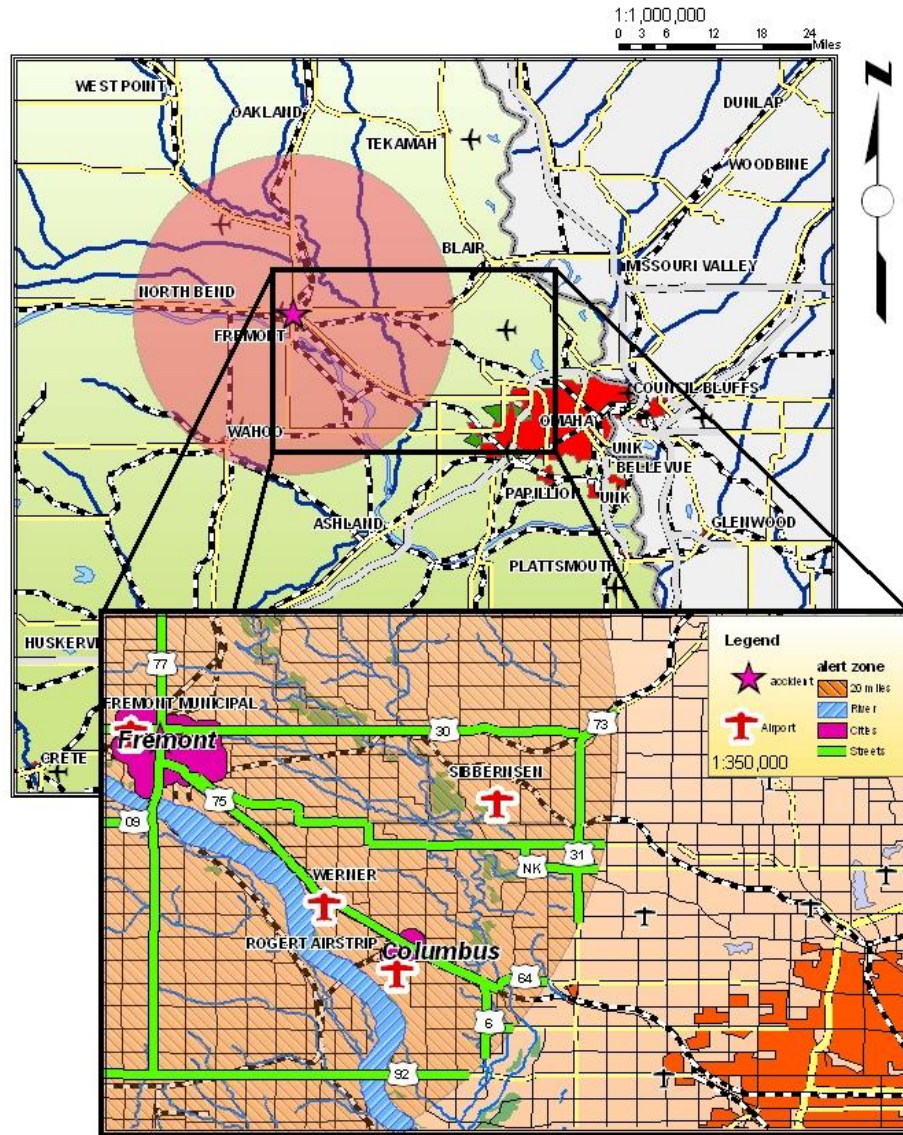 1:1,000,000
0 3 6 12 18 24
Miles
N
WEST POINT
OAKLAND
DUNLAP
TEKAMAH
WOODBINE
BLAIR
MISSOURI VALLEY
NORTH BEND
FREMONT
COUNCIL BLUFFS
OMAHA
WAHOO
UNK
BELLEVUE
PAPILLION
UNK
ASHLAND
GLENWOOD
PLATTSMOUTH
HUSKERVI
CRETE
Legend
accident
Airport
alert zone
20 miles
River
Cities
Streets
1:350,000
77
FREMONT MUNICIPAL
Fremont
30
73
SIBBERNSEN
75
09
31
NK
WERNER
ROGERT AIRSTRIP
Columbus
64
6
92